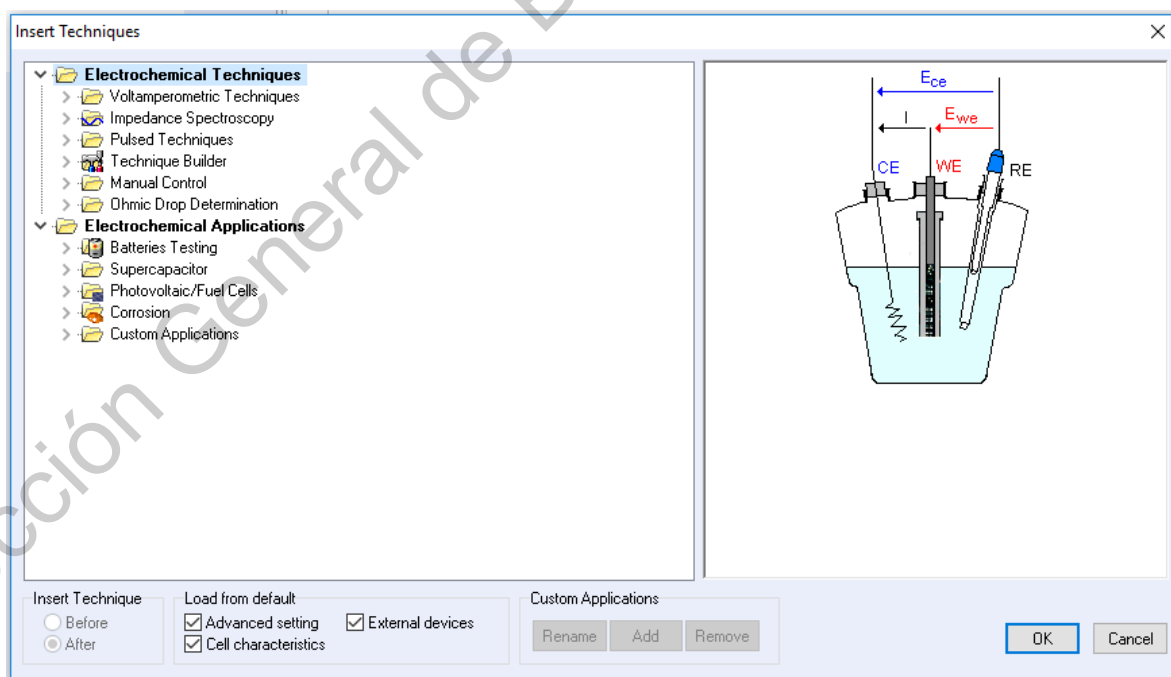 Insert Techniques
Electrochemical Techniques
Voltamperometric Techniques
Impedance Spectroscopy
Pulsed Techniques
Technique Builder
Manual Control
Ohmic Drop Determination
Electrochemical Applications
Batteries Testing
Supercapacitor
Photovoltaic/Fuel Cells
Corrosion
Custom Applications
Ece
I Ewe
CE WE RE
Insert Technique
Before
After
Load from default
Advanced setting External devices
Cell characteristics
Custom Applications
Rename Add Remove
OK Cancel
cción General de B